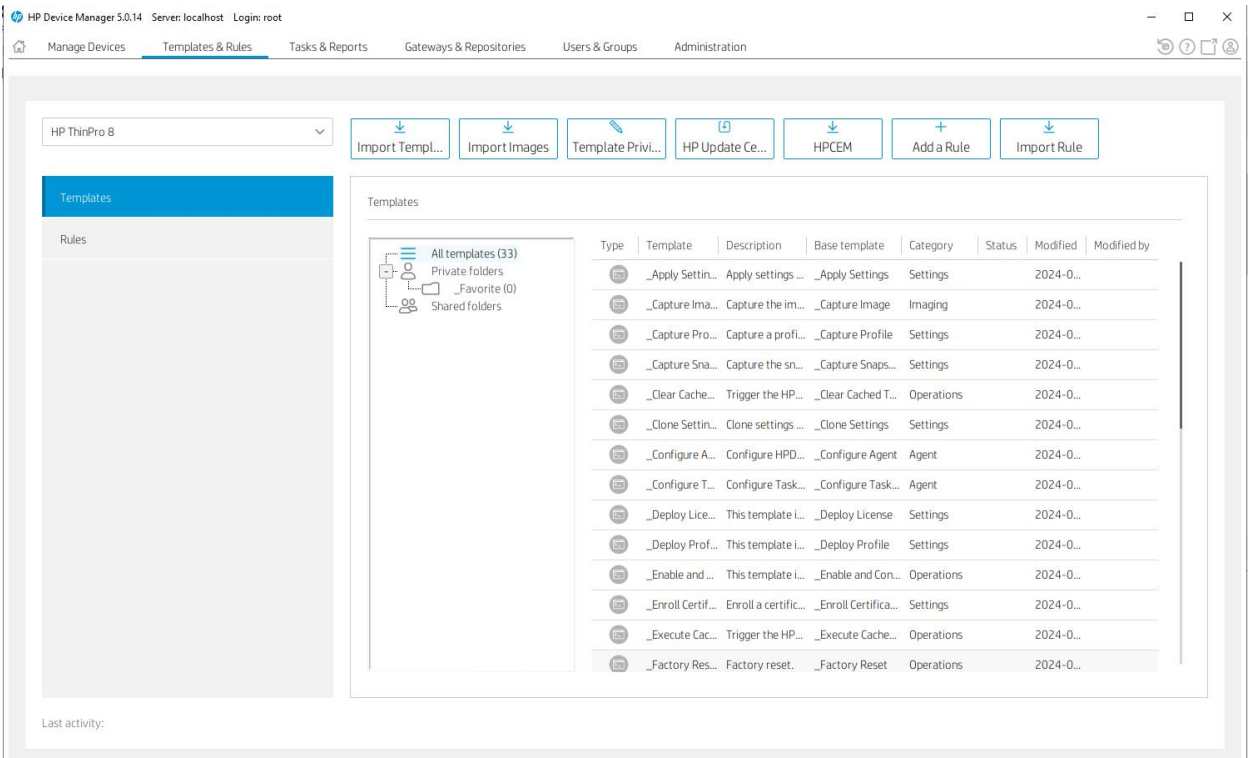 HP Device Manager 5.0.14 Server: localhost Login: root
Manage Devices Templates & Rules Tasks & Reports Gateways & Repositories Users & Groups Administration
HP ThinPro 8
Import Templ... Import Images Template Privi... HP Update Ce... HPCEM Add a Rule Import Rule
Templates
Rules
Templates
All templates (33)
Private folders
_Favorite (0)
Shared folders
Type Template Description Base template Category Status Modified Modified by
_Apply Settin... Apply settings ... _Apply Settings Settings 2024-0...
_Capture Ima... Capture the im... _Capture Image Imaging 2024-0...
_Capture Pro... Capture a profi... _Capture Profile Settings 2024-0...
_Capture Sna... Capture the sn... _Capture Snaps... Settings 2024-0...
_Clear Cache... Trigger the HP... _Clear Cached T... Operations 2024-0...
_Clone Settin... Clone settings ... _Clone Settings Settings 2024-0...
_Configure A... Configure HPD... _Configure Agent Agent 2024-0...
_Configure T... Configure Task... _Configure Task... Agent 2024-0...
_Deploy Lice... This template i... _Deploy License Settings 2024-0...
_Deploy Prof... This template i... _Deploy Profile Settings 2024-0...
_Enable and ... This template i... _Enable and Con... Operations 2024-0...
_Enroll Certif... Enroll a certific... _Enroll Certifica... Settings 2024-0...
_Execute Cac... Trigger the HP... _Execute Cache... Operations 2024-0...
_Factory Res... Factory reset. _Factory Reset Operations 2024-0...
Last activity: